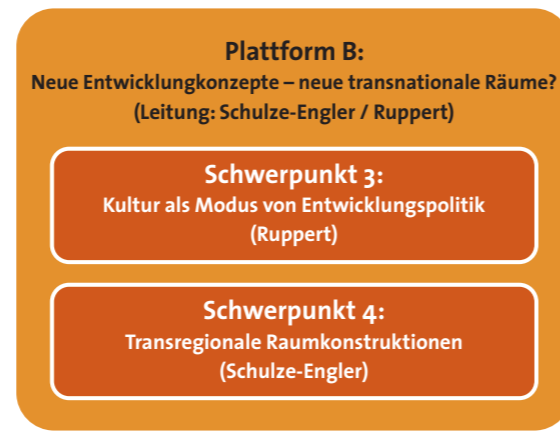 Plattform B:
Neue Entwicklungkonzepte – neue transnationale Räume?
(Leitung: Schulze-Engler / Ruppert)
Schwerpunkt 3:
Kultur als Modus von Entwicklungspolitik
(Ruppert)
Schwerpunkt 4:
Transregionale Raumkonstruktionen
(Schulze-Engler)